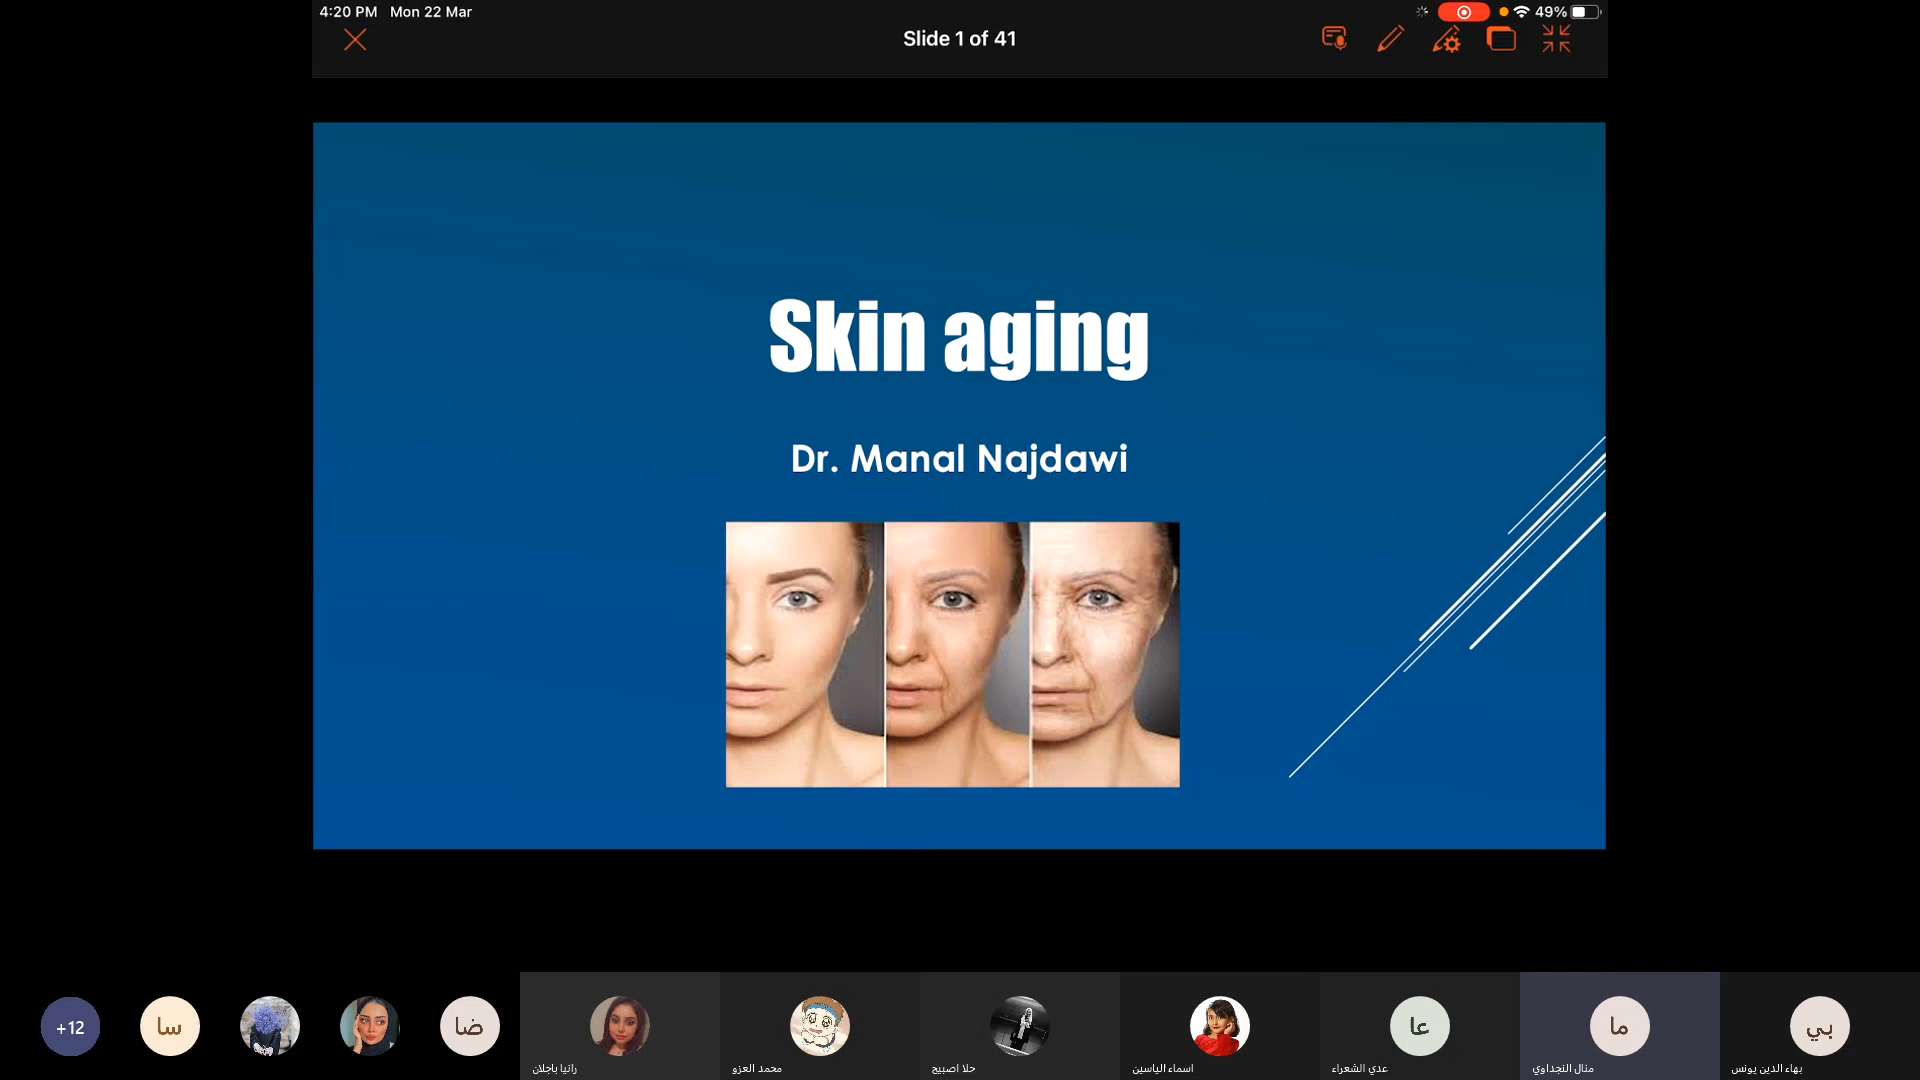 4:20 PM Mon 22 Mar
49%
Slide 1 of 41
Skin aging
Dr. Manal Najdawi
+12
سا
ضا
عا
ما
بي
رانيا باجلان
محمد العزو
حلا اصبيح
اسماء الياسين
عدي الشعراء
منال النجداوي
بهاء الدين يونس